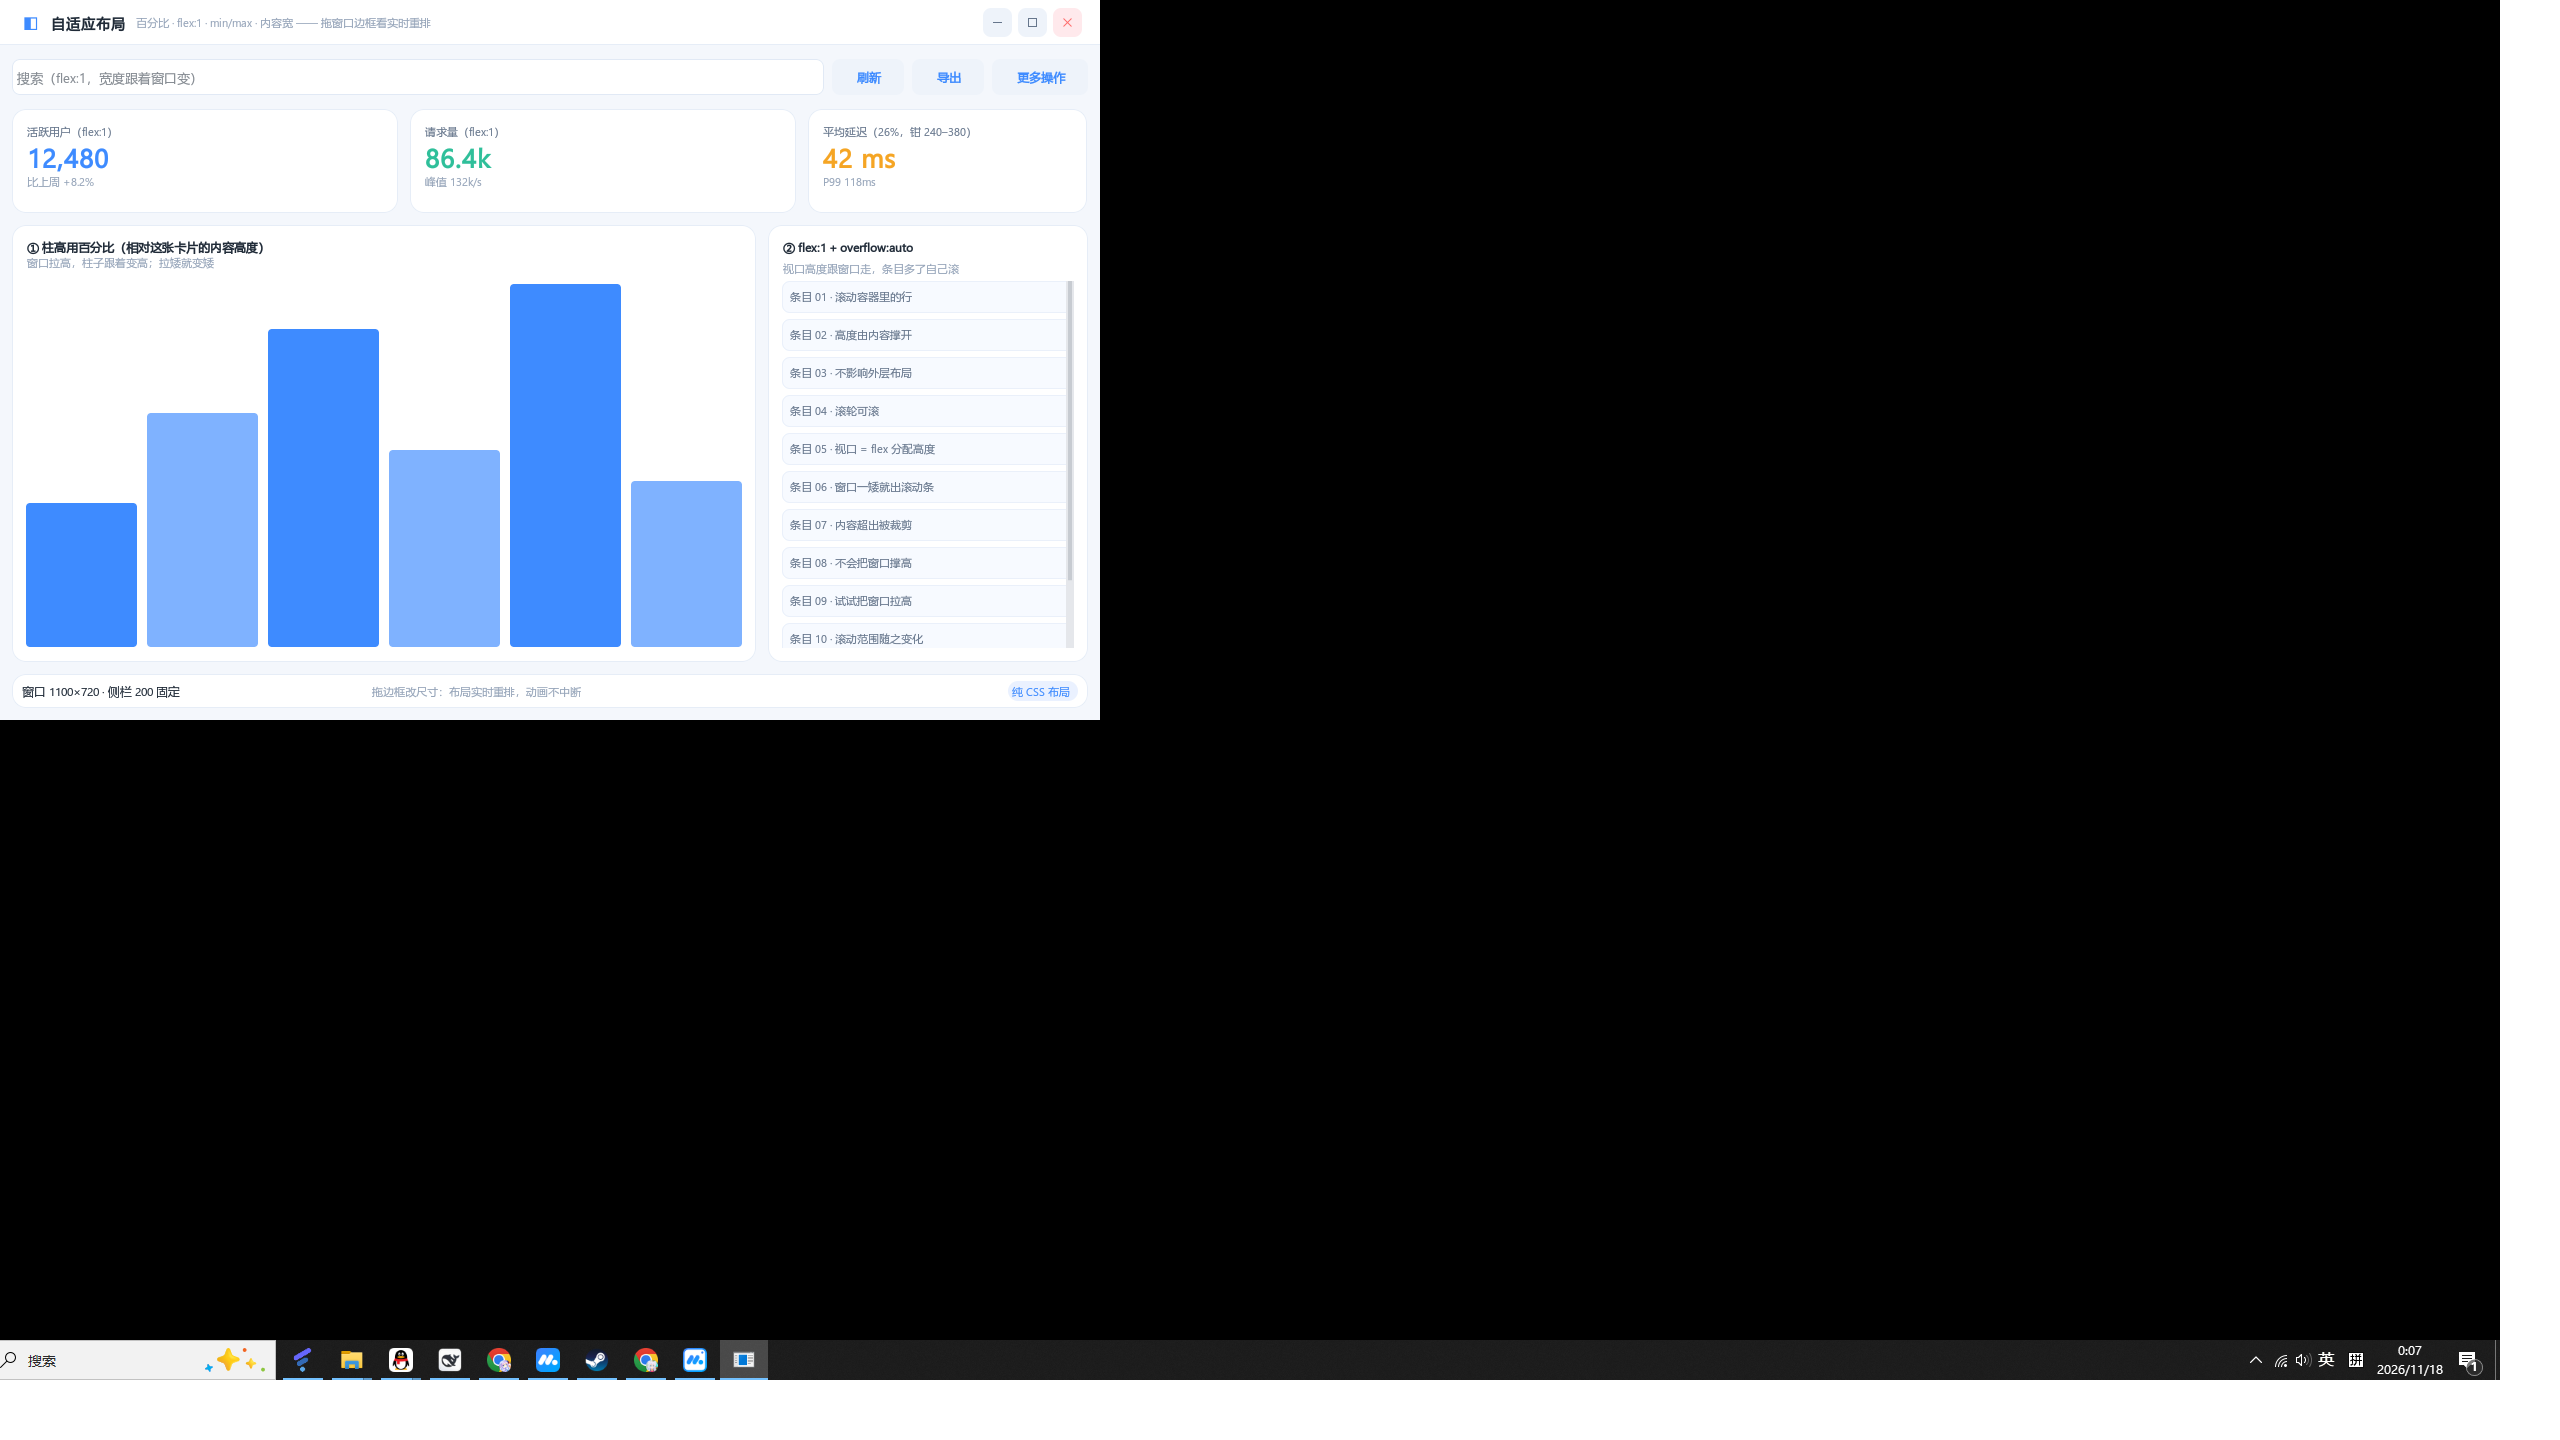 自适应布局 百分比 · flex:1 · min/max · 内容宽 —— 拖窗口边框看实时重排
搜索（flex:1，宽度跟着窗口变）
刷新
导出
更多操作
活跃用户（flex:1）
12,480
比上周 +8.2%
请求量（flex:1）
86.4k
峰值 132k/s
平均延迟（26%，钳 240–380）
42 ms
P99 118ms
① 柱高用百分比（相对这张卡片的内容高度）
窗口拉高，柱子跟着变高；拉矮就变矮
② flex:1 + overflow:auto
视口高度跟窗口走，条目多了自己滚
条目 01 · 滚动容器里的行
条目 02 · 高度由内容撑开
条目 03 · 不影响外层布局
条目 04 · 滚轮可滚
条目 05 · 视口 = flex 分配高度
条目 06 · 窗口一矮就出滚动条
条目 07 · 内容超出被裁剪
条目 08 · 不会把窗口撑高
条目 09 · 试试把窗口拉高
条目 10 · 滚动范围随之变化
窗口 1100×720 · 侧栏 200 固定
拖边框改尺寸：布局实时重排，动画不中断
纯 CSS 布局
搜索
英
拼
0:07
2026/11/18
1